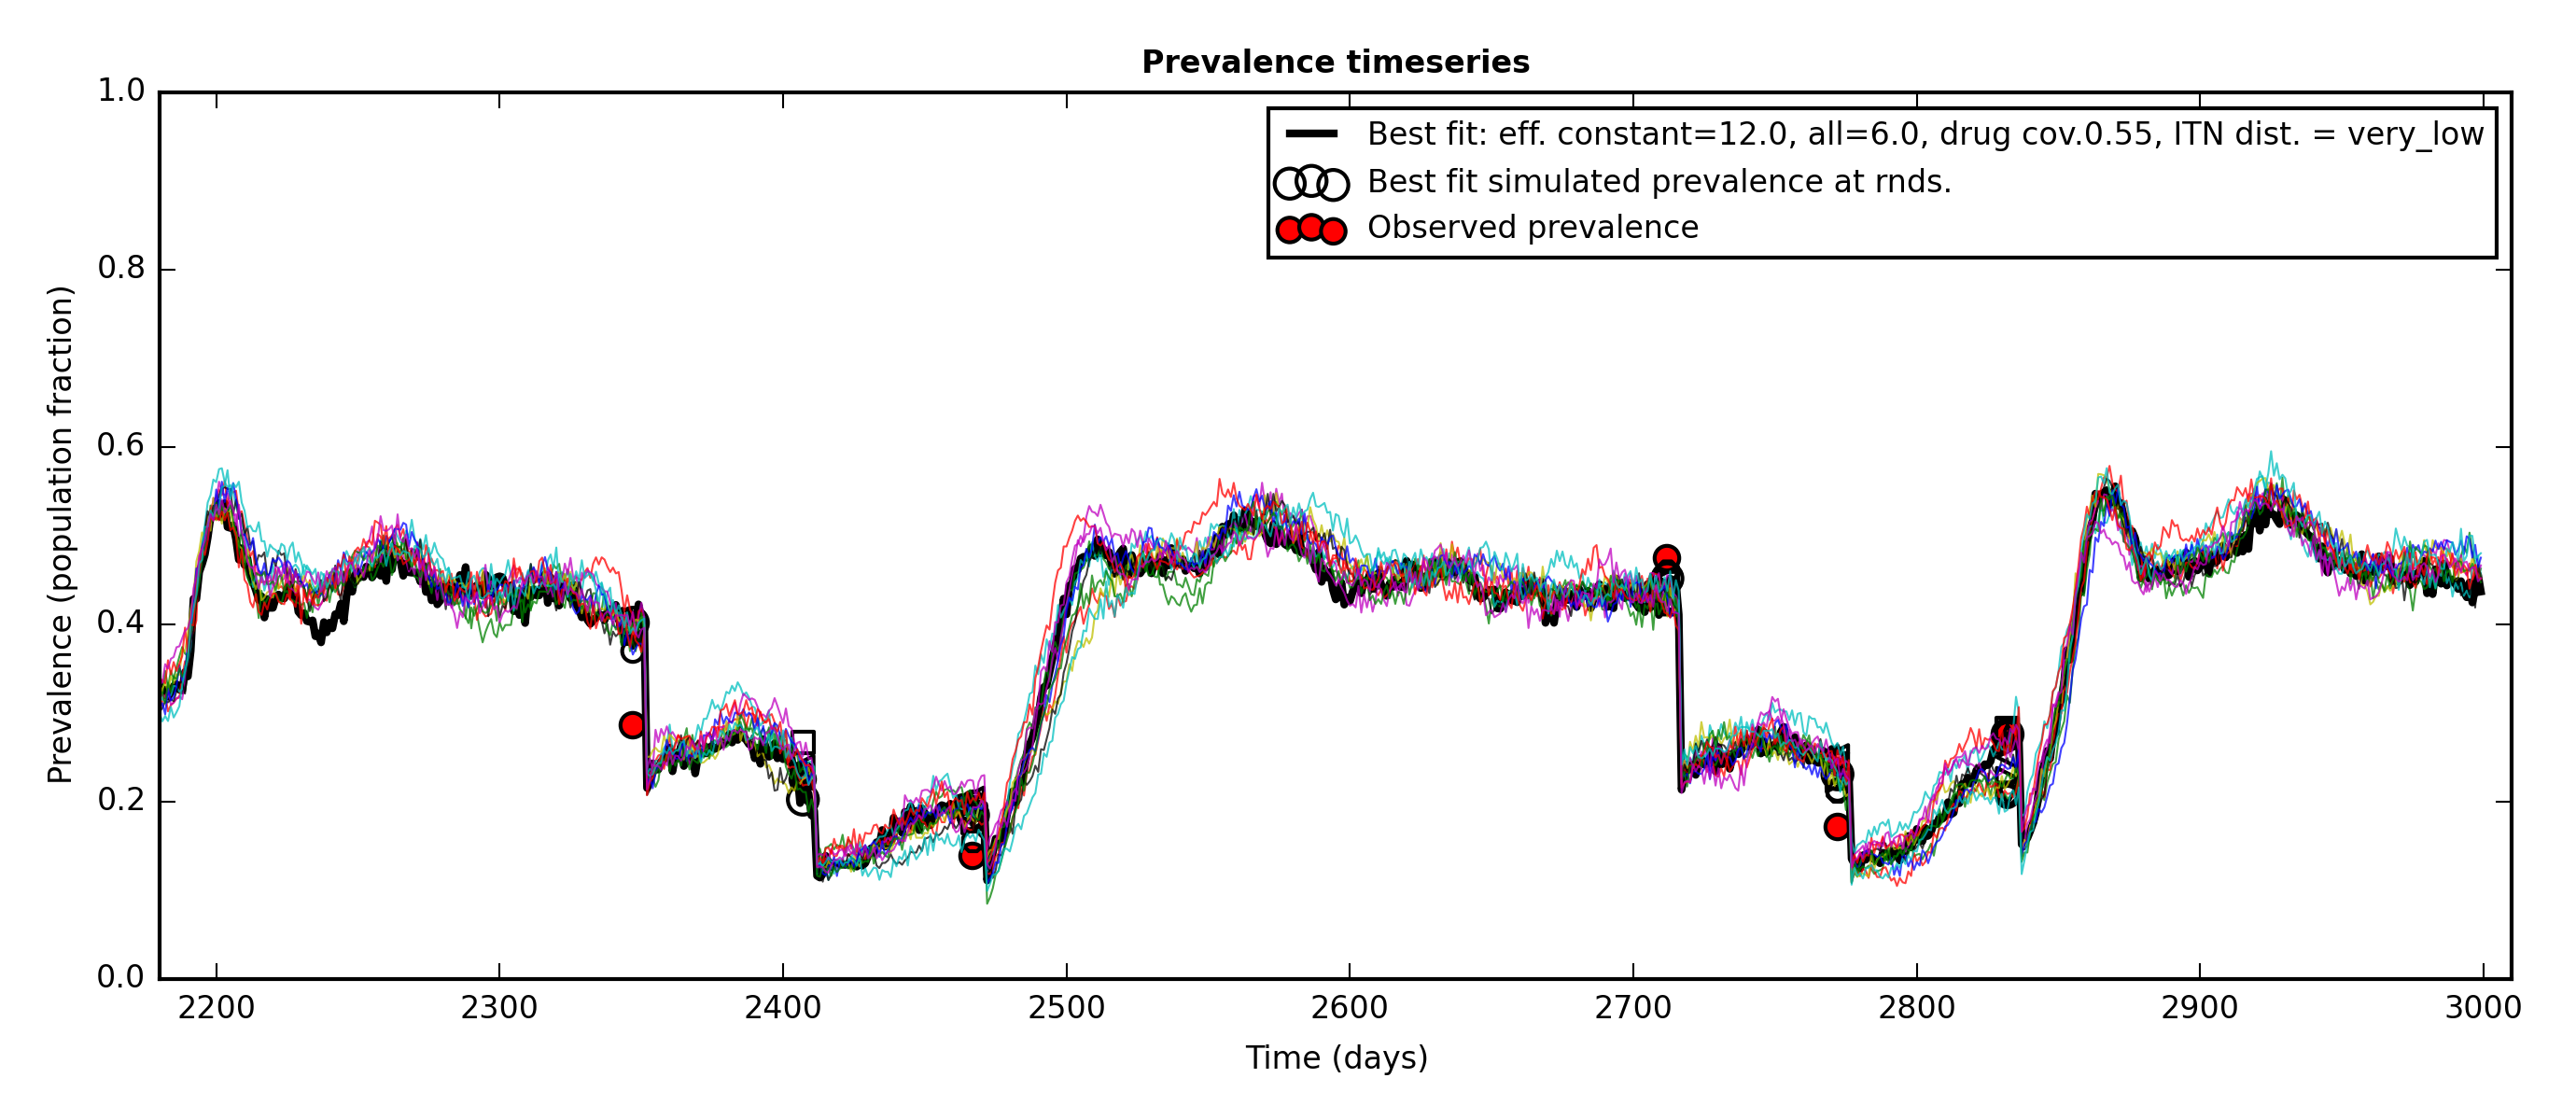 Prevalence timeseries
Best fit: eff. constant=12.0, all=6.0, drug cov.0.55, ITN dist. = very_low
Best fit simulated prevalence at rnds.
Observed prevalence
Prevalence (population fraction)
1.0
0.8
0.6
0.4
0.2
0.0
2200 2300 2400 2500 2600 2700 2800 2900 3000
Time (days)